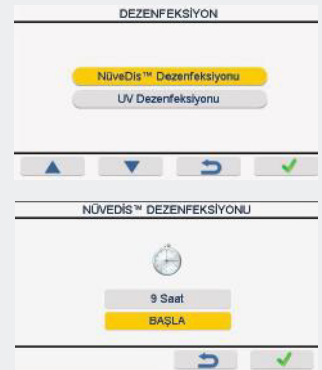 DEZENFEKSİYON
NüveDis™ Dezenfeksiyonu
UV Dezenfeksiyonu
NÜVEDİS™ DEZENFEKSİYONU
9 Saat
BAŞLA